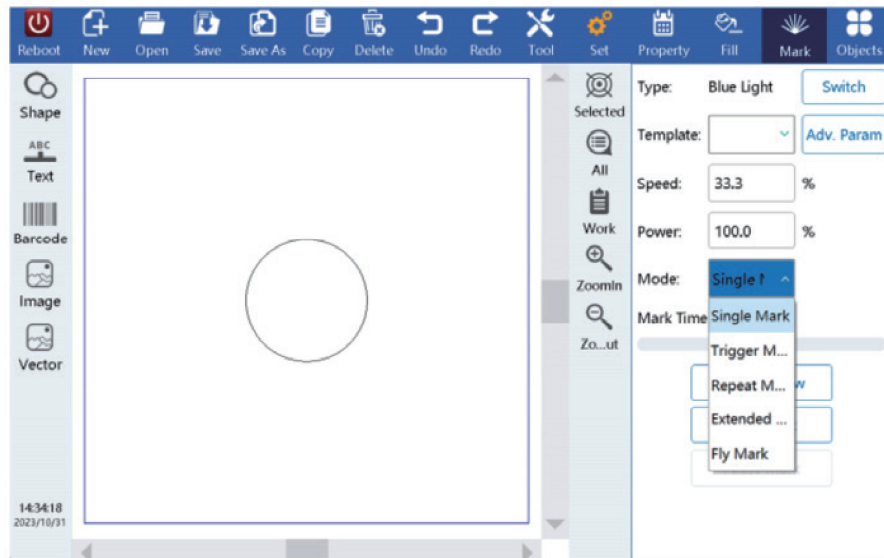 Reboot New Open Save Save As Copy Delete Undo Redo Tool Set Property Fill Mark Objects
Shape
ABC
Text
Barcode
Image
Vector
14:34:18
2023/10/31
Selected
All
Work
ZoomIn
Zo...ut
Type: Blue Light Switch
Template: Adv. Param
Speed: 33.3 %
Power: 100.0 %
Mode: Single
Mark Time
Single Mark
Trigger M...
Repeat M...
Extended ...
Fly Mark